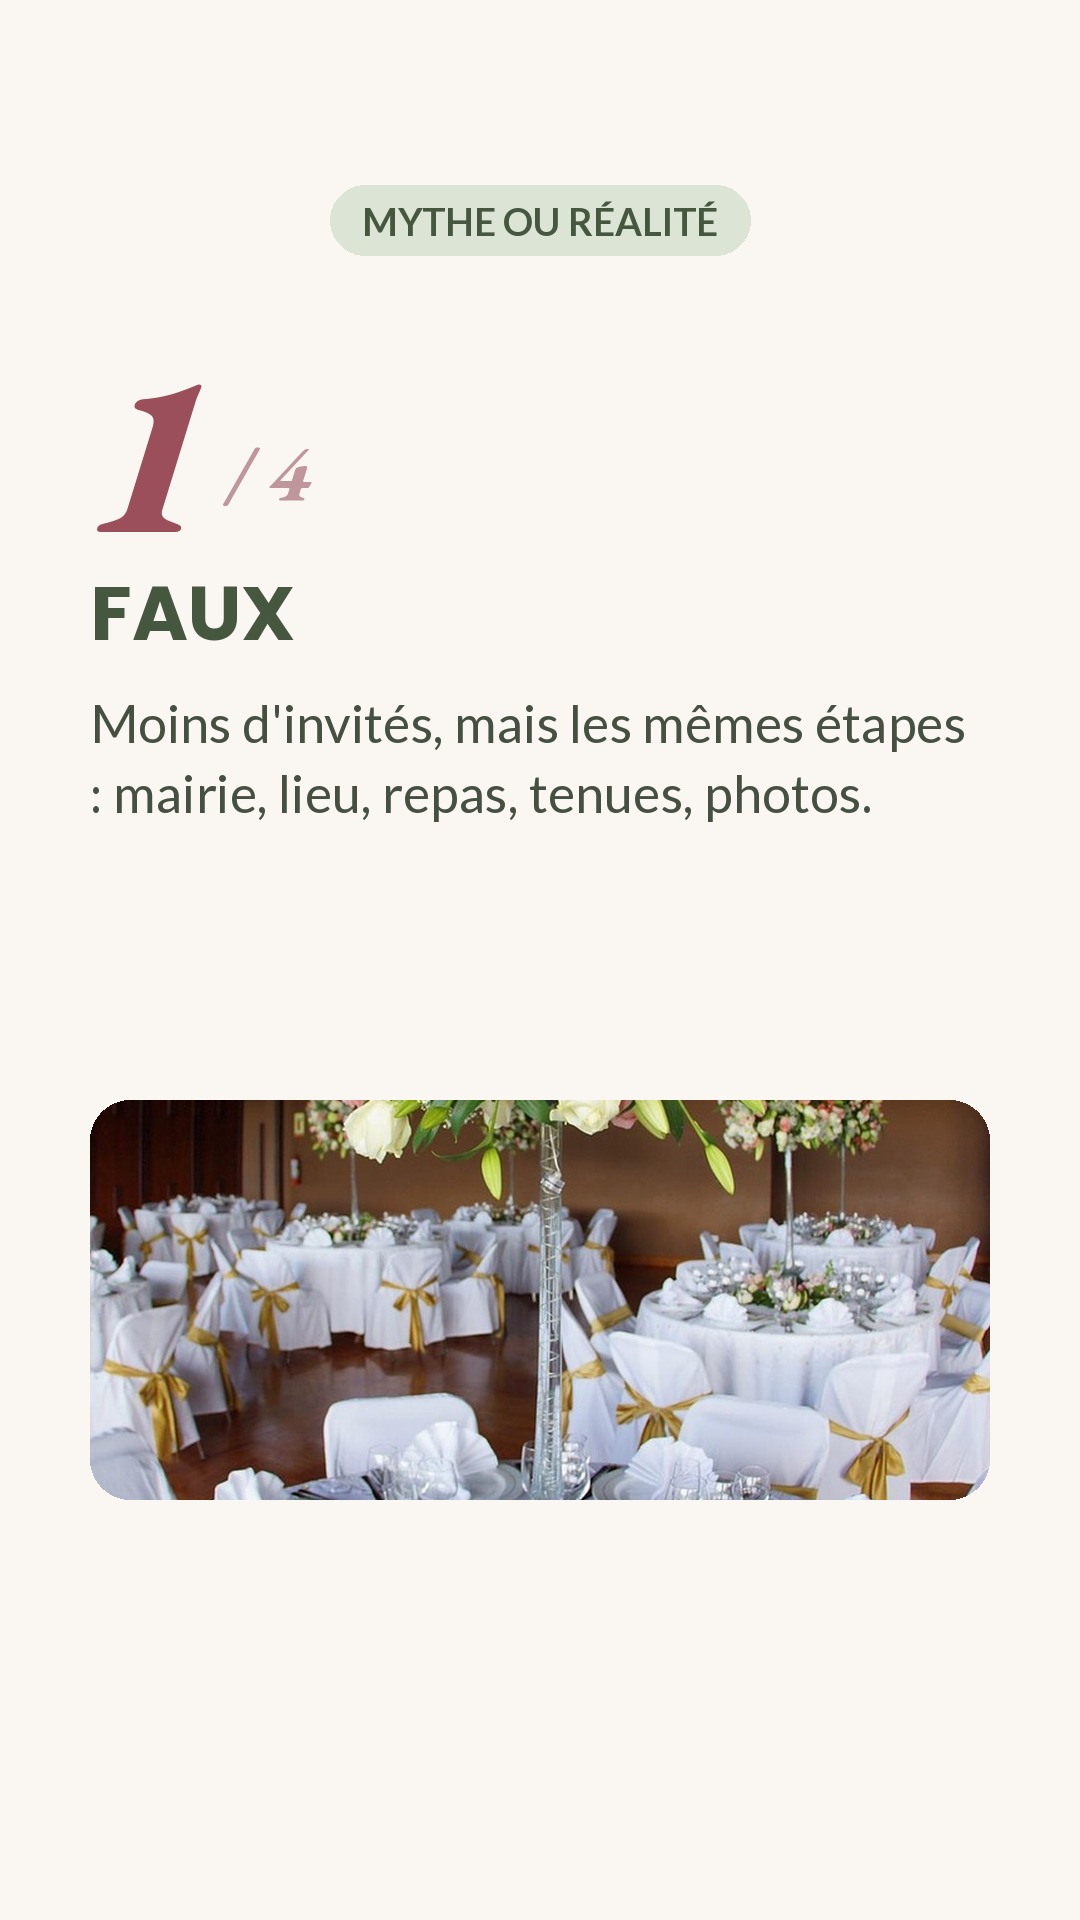 MYTHE OU RÉALITÉ
1 / 4
FAUX
Moins d'invités, mais les mêmes étapes
: mairie, lieu, repas, tenues, photos.